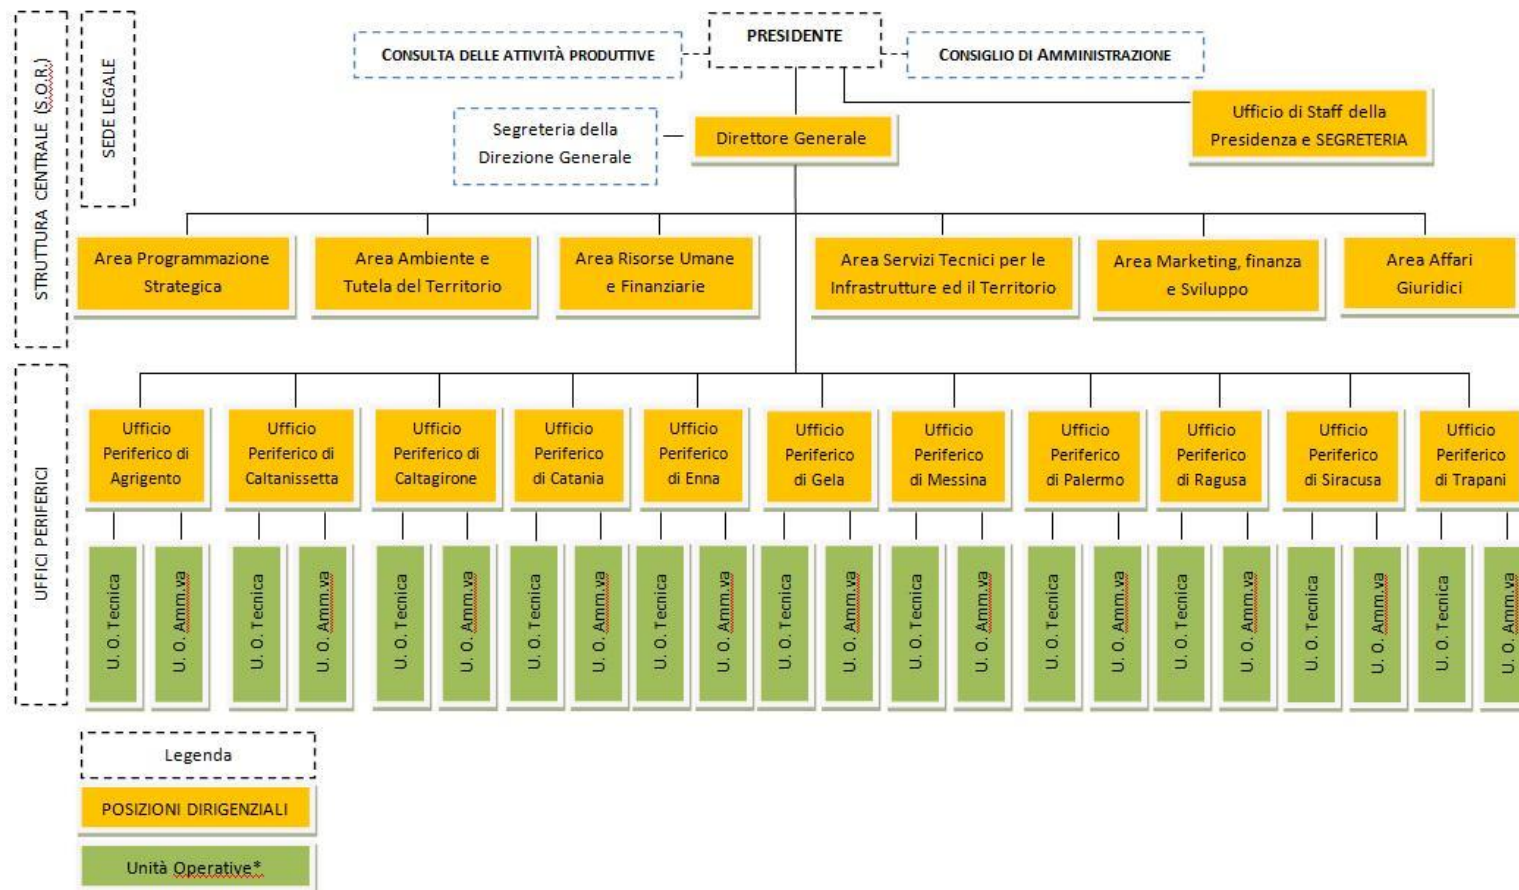 STRUTTURA CENTRALE (S.O.R.)
SEDE LEGALE
PRESIDENTE
CONSULTA DELLE ATTIVITÀ PRODUTTIVE
CONSIGLIO DI AMMINISTRAZIONE
Segreteria della
Direzione Generale
Direttore Generale
Ufficio di Staff della
Presidenza e SEGRETERIA
Area Programmazione
Strategica
Area Ambiente e
Tutela del Territorio
Area Risorse Umane
e Finanziarie
Area Servizi Tecnici per le
Infrastrutture ed il Territorio
Area Marketing, finanza
e Sviluppo
Area Affari
Giuridici
UFFICI PERIFERICI
Ufficio
Periferico di
Agrigento
Ufficio
Periferico di
Caltanissetta
Ufficio
Periferico di
Caltagirone
Ufficio
Periferico
di Catania
Ufficio
Periferico
di Enna
Ufficio
Periferico
di Gela
Ufficio
Periferico
di Messina
Ufficio
Periferico
di Palermo
Ufficio
Periferico
di Ragusa
Ufficio
Periferico
di Siracusa
Ufficio
Periferico
di Trapani
U. O. Tecnica
U. O. Amm.va
U. O. Tecnica
U. O. Amm.va
U. O. Tecnica
U. O. Amm.va
U. O. Tecnica
U. O. Amm.va
U. O. Tecnica
U. O. Amm.va
U. O. Tecnica
U. O. Amm.va
U. O. Tecnica
U. O. Amm.va
U. O. Tecnica
U. O. Amm.va
U. O. Tecnica
U. O. Amm.va
U. O. Tecnica
U. O. Amm.va
U. O. Tecnica
U. O. Amm.va
Legenda
POSIZIONI DIRIGENZIALI
Unità Operative*